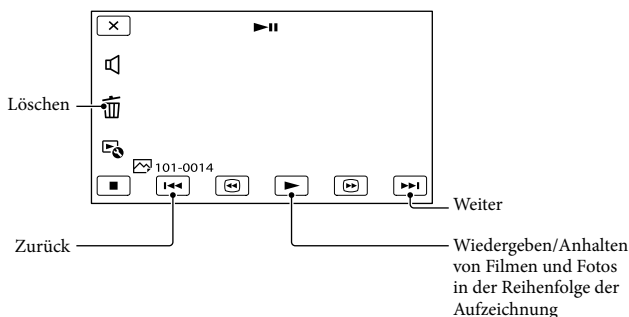 Löschen
101-0014
Weiter
Zurück
Wiedergeben/Anhalten
von Filmen und Fotos
in der Reihenfolge der
Aufzeichnung